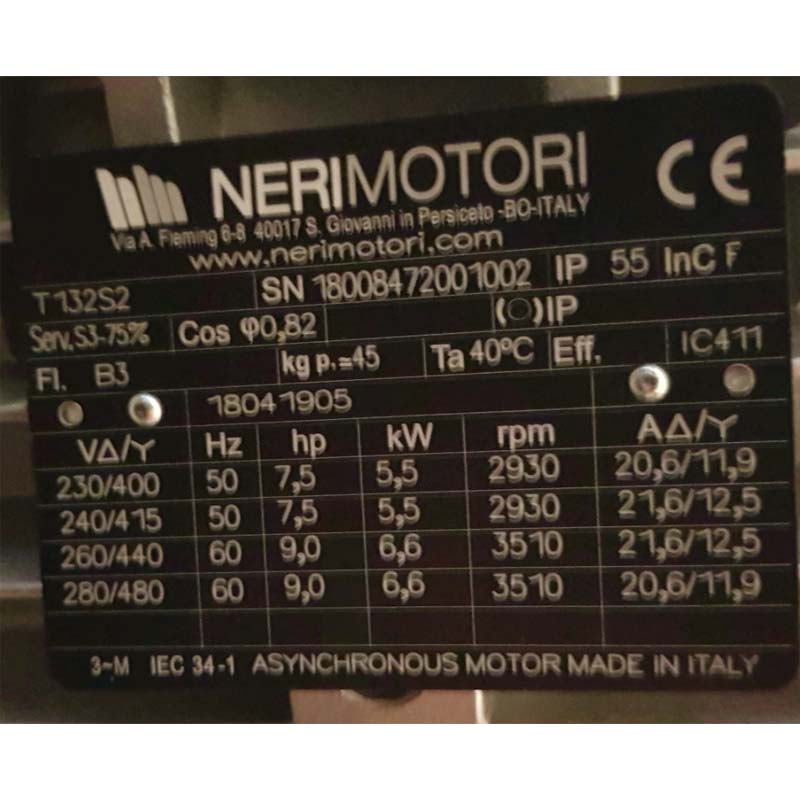 NERIMOTORI CE
Via A. Fleming 6-8 40017 S. Giovanni in Persiceto -BO-ITALY
www.nerimotori.com
T132S2 SN 18008472001002 IP 55 InCl F
Serv. S3-75% Cos φ0,82 ( )IP
Fl. B3 kg p.=45 Ta 40°C Eff. IC411
18041905
VΔ/Y Hz hp kW rpm AΔ/Y
230/400 50 7,5 5,5 2930 20,6/11,9
240/415 50 7,5 5,5 2930 21,6/12,5
260/440 60 9,0 6,6 3510 21,6/12,5
280/480 60 9,0 6,6 3510 20,6/11,9
3~M IEC 34-1 ASYNCHRONOUS MOTOR MADE IN ITALY